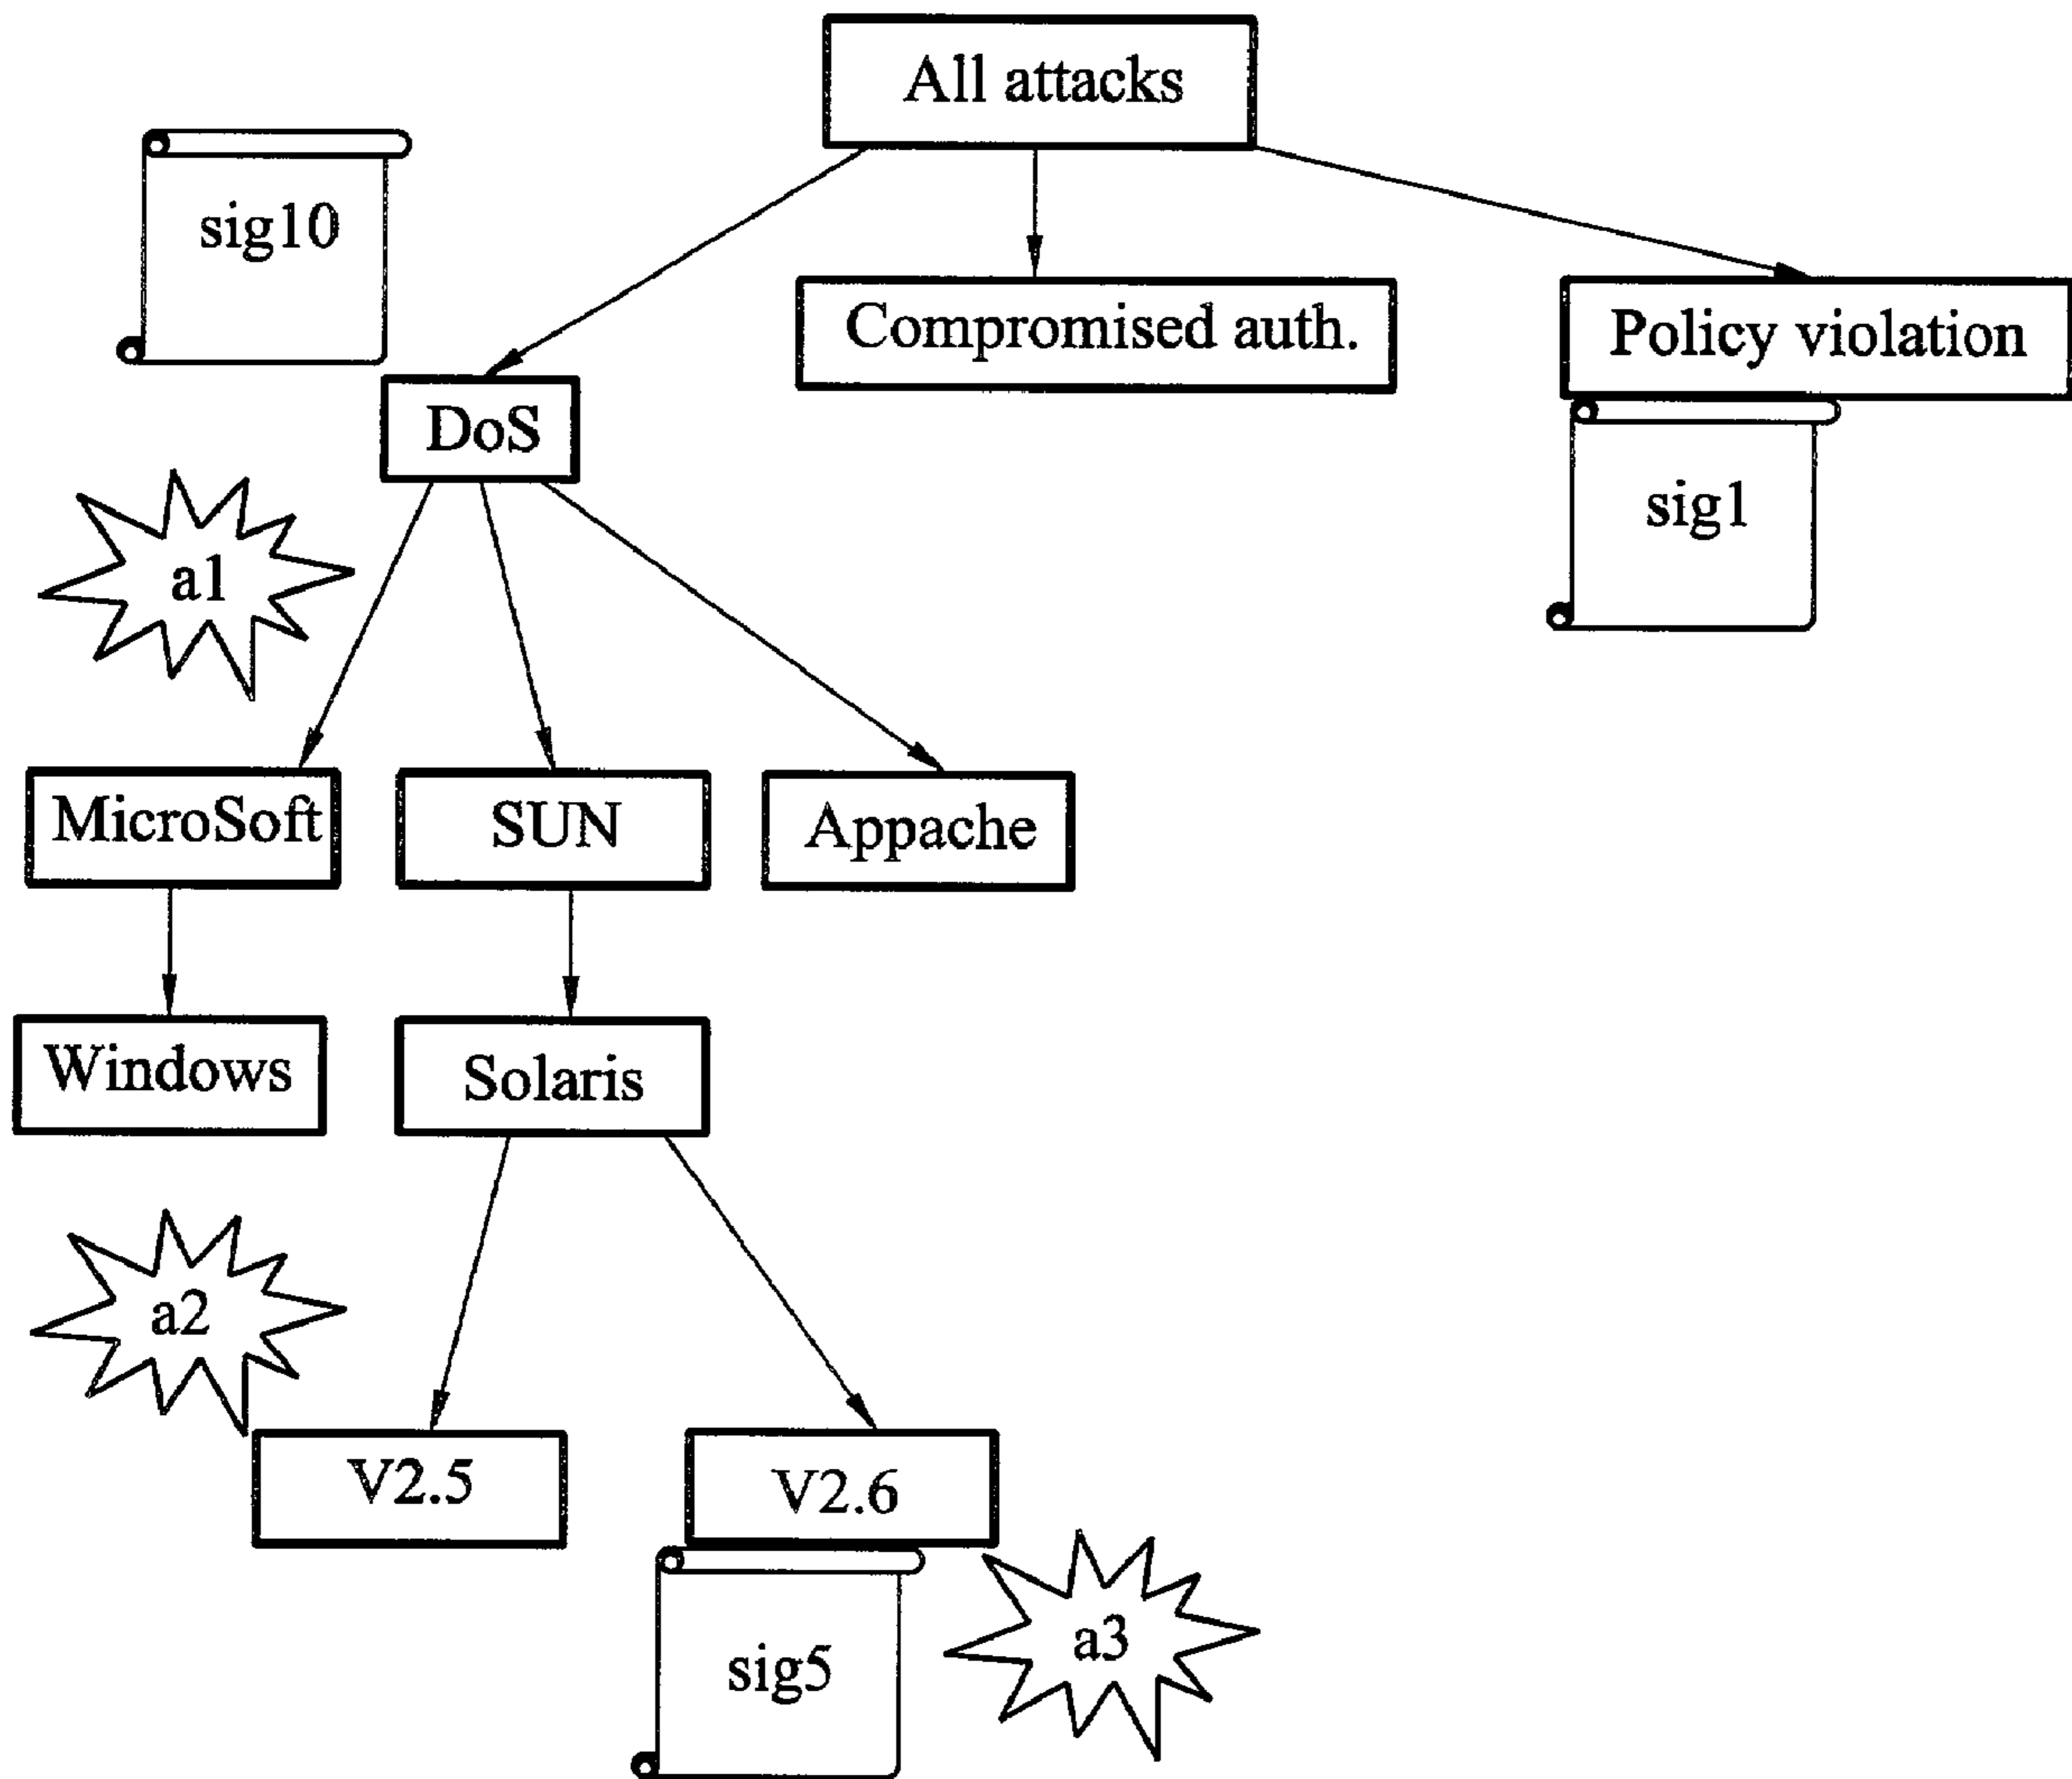 All attacks
sig10
Compromised auth.
Policy violation
DoS
sig1
a1
MicroSoft
SUN
Appache
Windows
Solaris
a2
V2.5
V2.6
a3
sig5